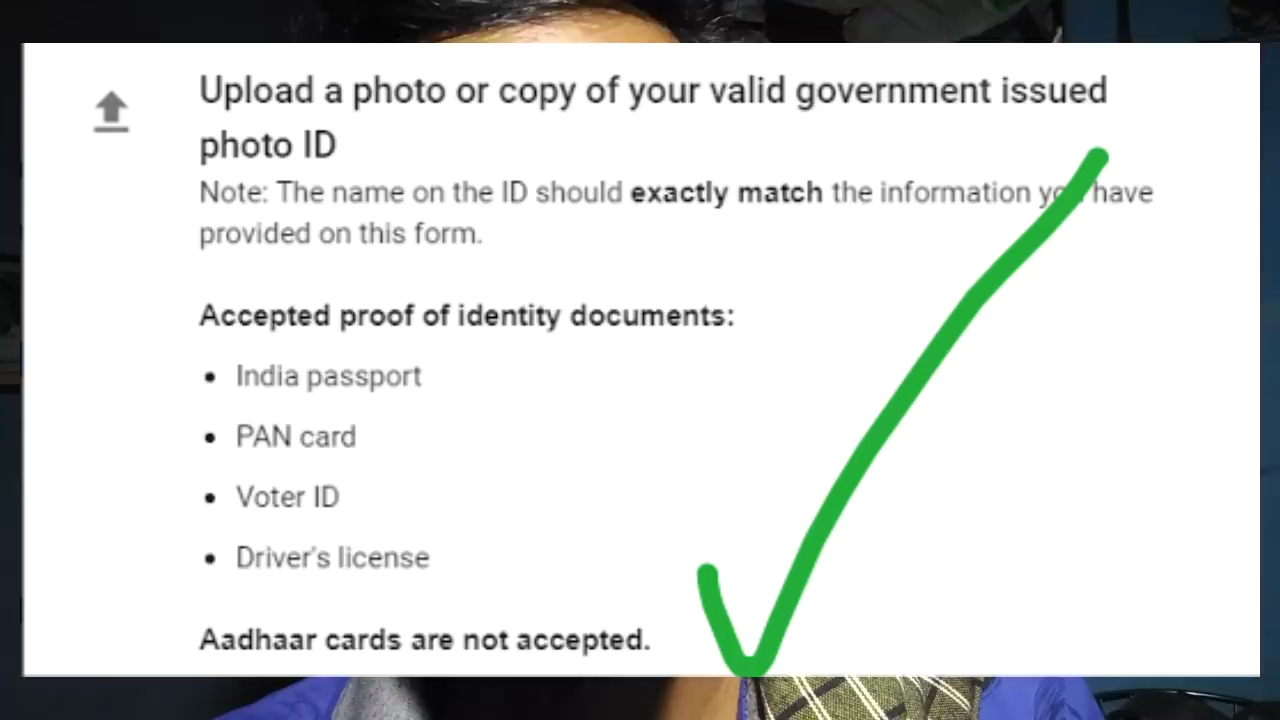 Upload a photo or copy of your valid government issued
photo ID
Note: The name on the ID should exactly match the information you have
provided on this form.
Accepted proof of identity documents:
• India passport
• PAN card
• Voter ID
• Driver's license
Aadhaar cards are not accepted.